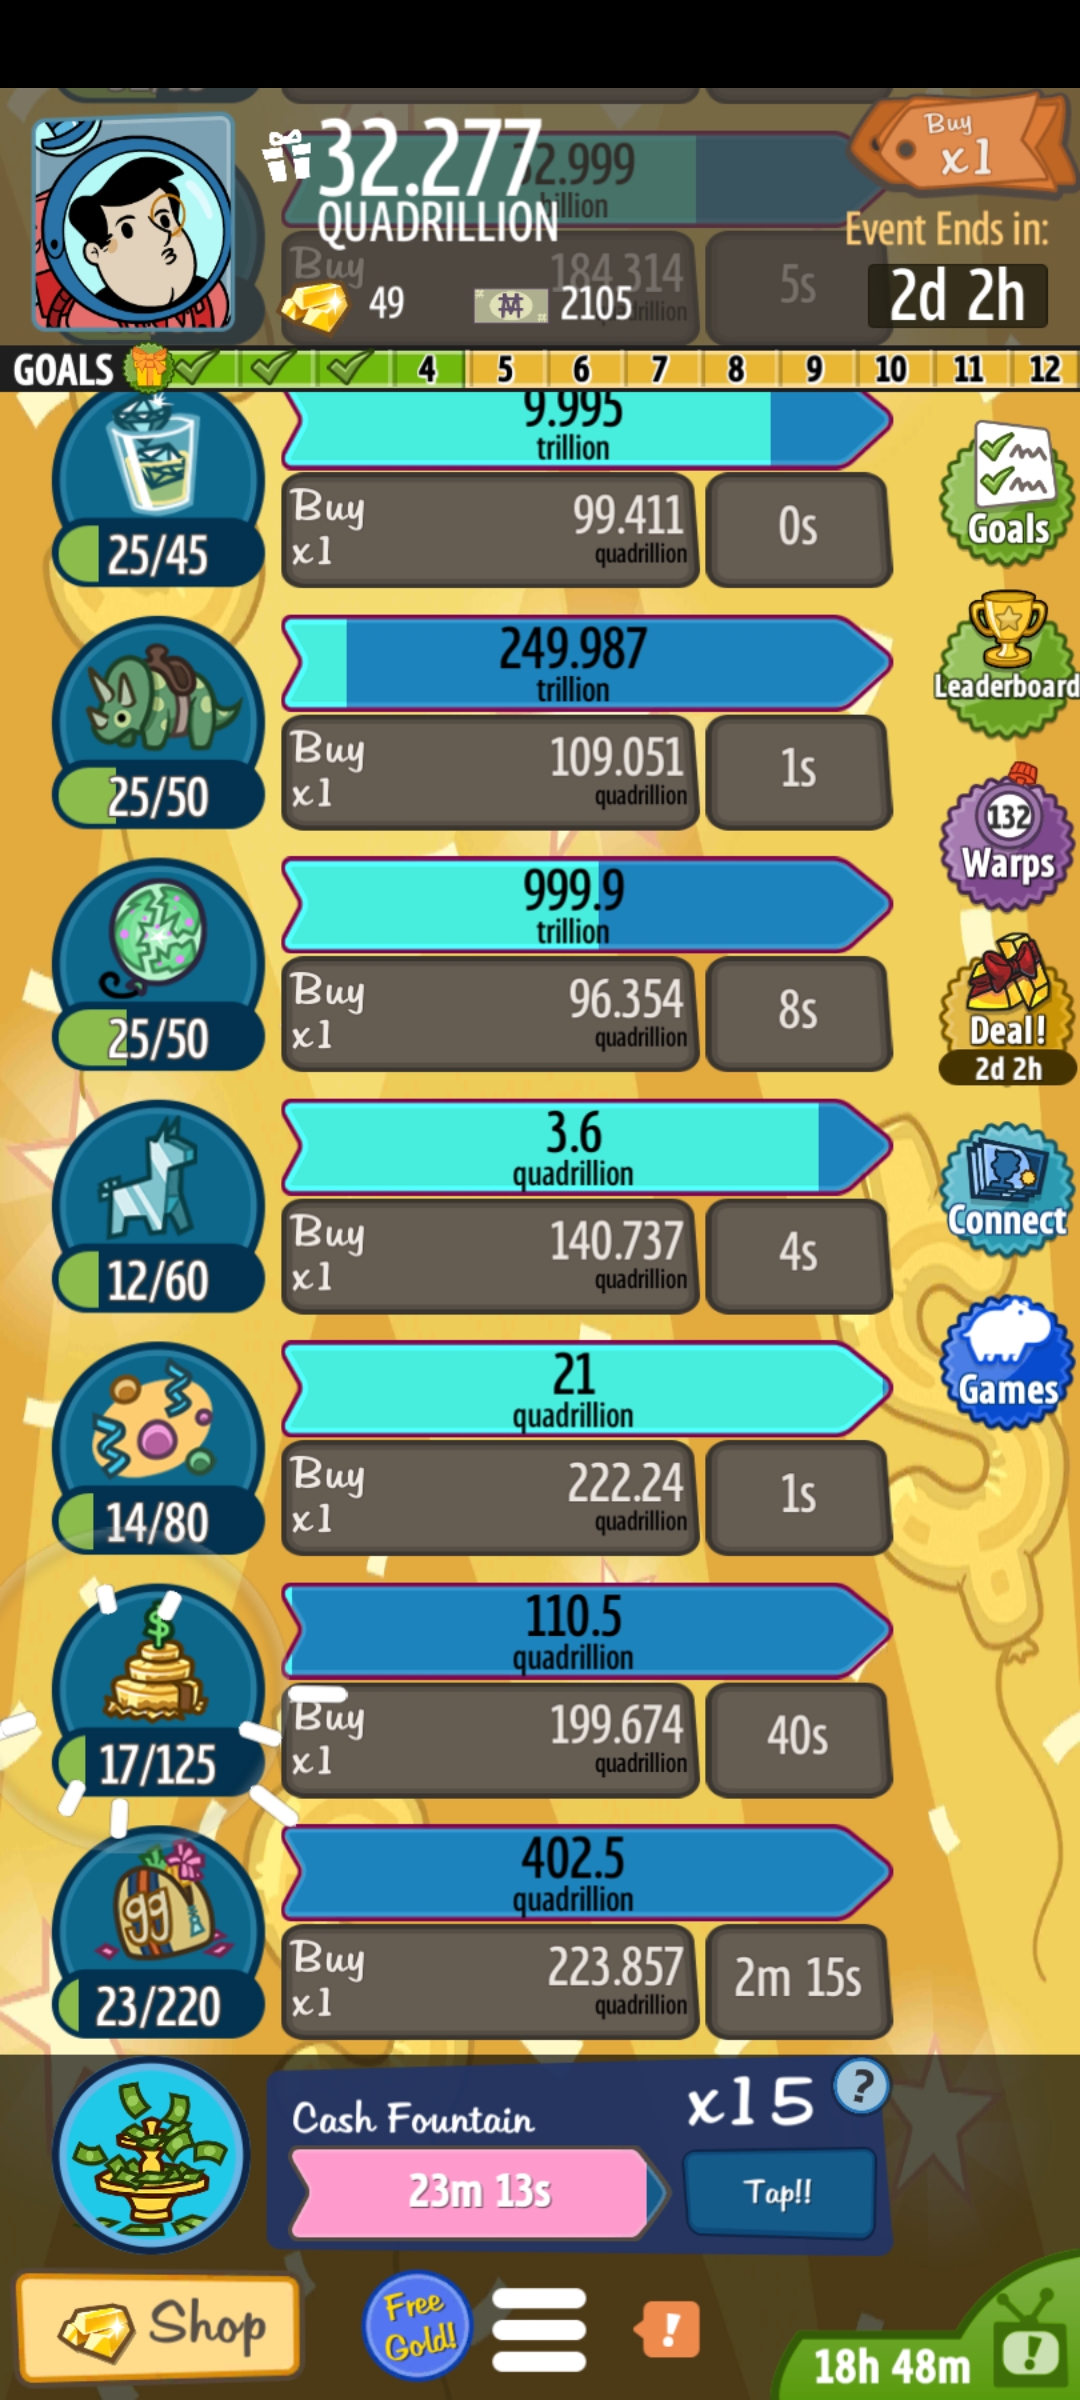 32.277
QUADRILLION
49
2105
Buy
x1
Event Ends in:
2d 2h
Buy
184.314
5s
GOALS
4
5
6
7
8
9
10
11
12
9.995
trillion
25/45
Buy
x1
99.411
quadrillion
0s
Goals
249.987
trillion
25/50
Buy
x1
109.051
quadrillion
1s
Leaderboard
999.9
trillion
25/50
Buy
x1
96.354
quadrillion
8s
132
Warps
Deal!
2d 2h
3.6
quadrillion
12/60
Buy
x1
140.737
quadrillion
4s
Connect
21
quadrillion
14/80
Buy
x1
222.24
quadrillion
1s
Games
$
110.5
quadrillion
17/125
Buy
x1
199.674
quadrillion
40s
99
402.5
quadrillion
23/220
Buy
x1
223.857
quadrillion
2m 15s
Cash Fountain
x15
?
23m 13s
Tap!!
Shop
Free
Gold!
!
18h 48m
!